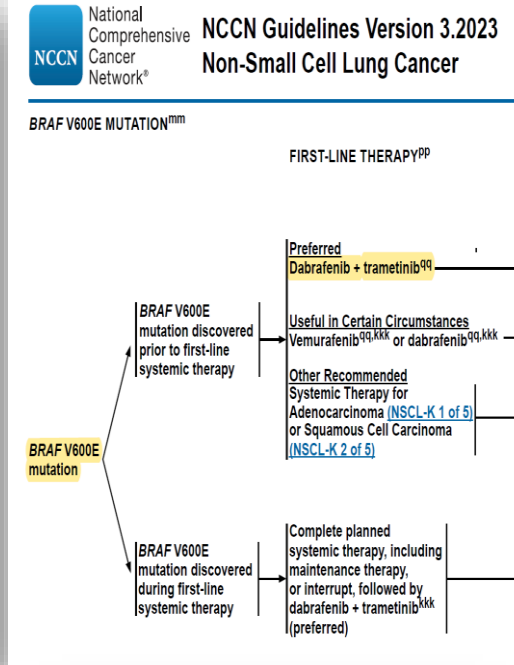 National
Comprehensive
NCCN Cancer
Network®
NCCN Guidelines Version 3.2023
Non-Small Cell Lung Cancer
BRAF V600E MUTATIONmm
FIRST-LINE THERAPYpp
Preferred
Dabrafenib + trametinibqq
BRAF V600E
mutation discovered
prior to first-line
systemic therapy
Useful in Certain Circumstances
Vemurafenibqq,kkk or dabrafenibqq,kkk
Other Recommended
Systemic Therapy for
Adenocarcinoma (NSCL-K 1 of 5)
or Squamous Cell Carcinoma
(NSCL-K 2 of 5)
BRAF V600E
mutation
BRAF V600E
mutation discovered
during first-line
systemic therapy
Complete planned
systemic therapy, including
maintenance therapy,
or interrupt, followed by
dabrafenib + trametinibkkk
(preferred)